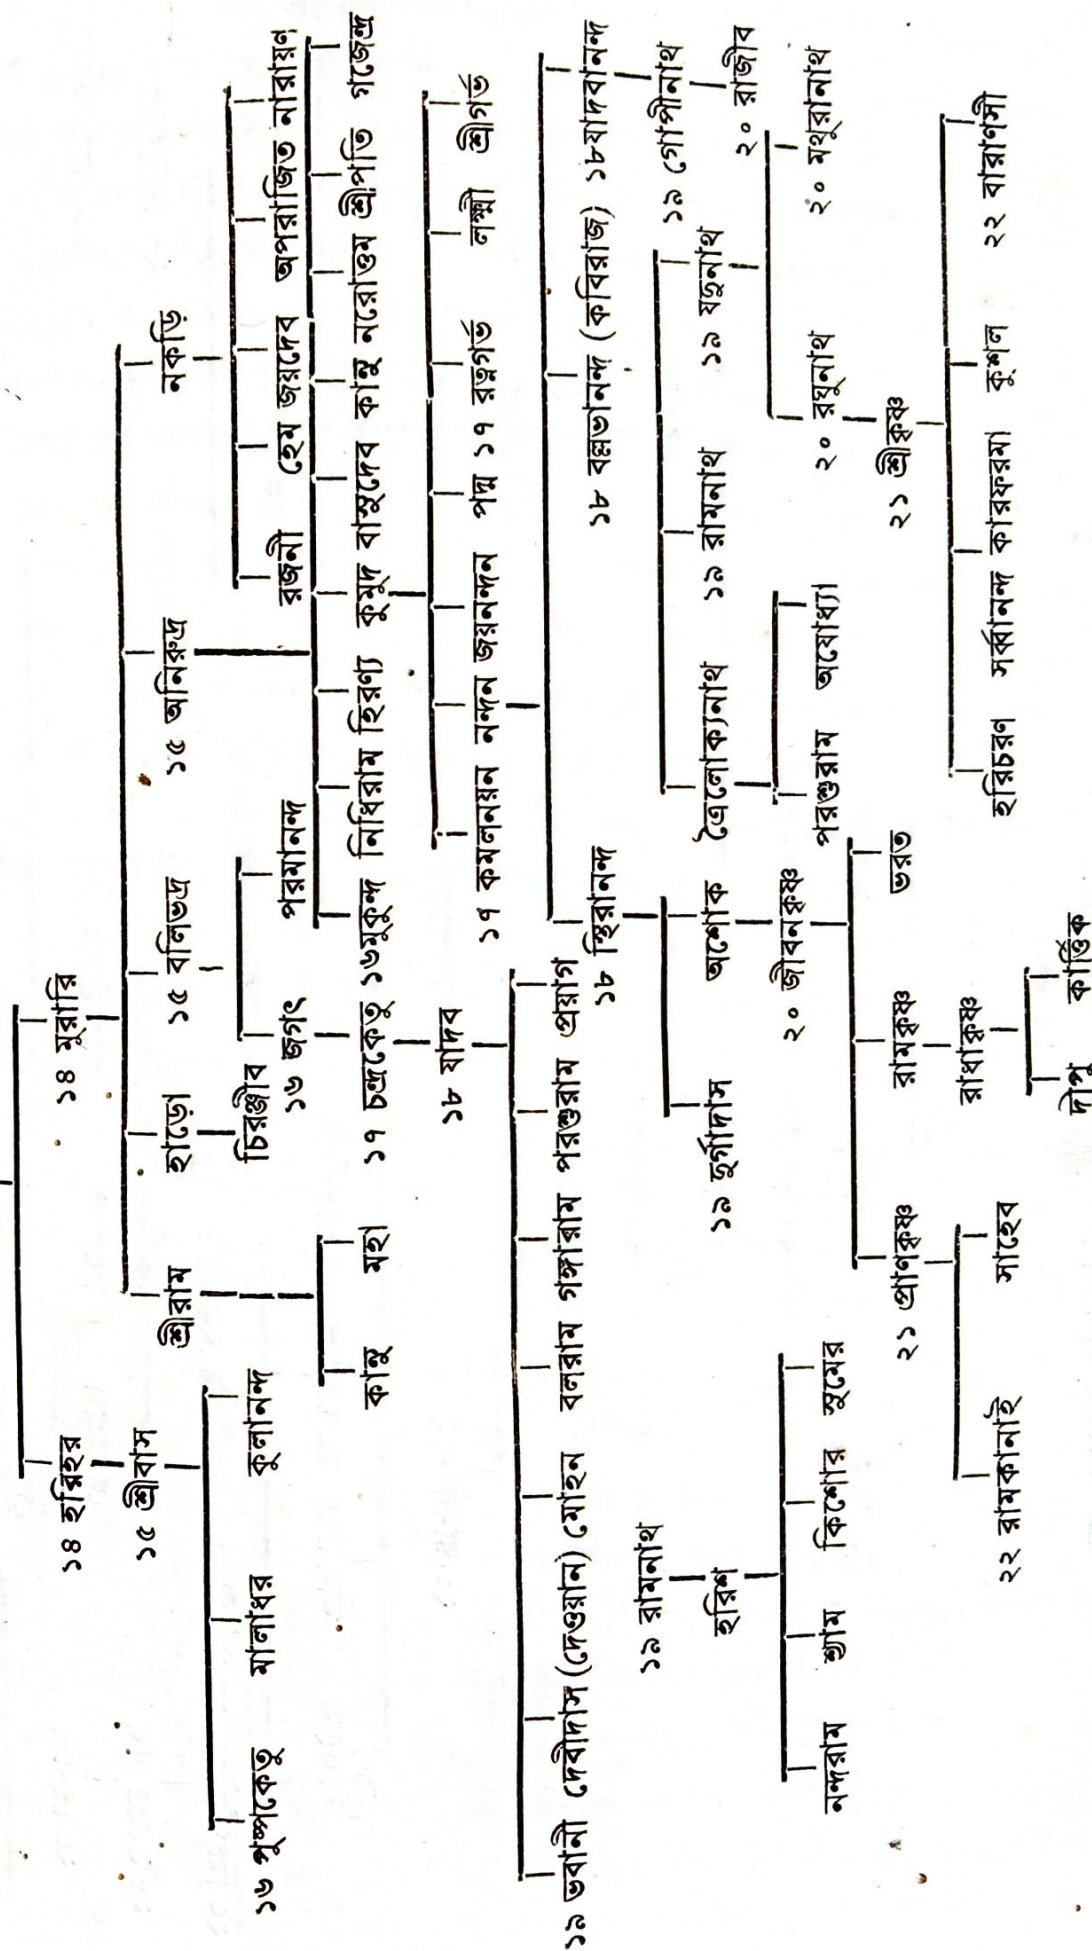 ১৪ হরিহর ১৪ মুরারি
১৫ শ্রীবাস শ্রীরাম হাড়ো ১৫ বলিভদ্র ১৫ অনিরুদ্ধ নকড়ি
১৬ পুষ্পকেতু মালাধর কুলানন্দ চিরঞ্জীব
১৬ জগৎ পরমানন্দ রজনী হেম জয়দেব অপরাজিত নারায়ণ
কান্থ মহা ১৭ চন্দ্রকেতু ১৬মুকুন্দ নিধিরাম হিরণ্য কুমুদ বাসুদেব কান্থ নরোত্তম শ্রীপতি গজেন্দ্র
১৮ যাদব
১৭ কমলনয়ন নন্দন জয়নন্দন পদ্ম ১৭ রত্নগর্ভ লক্ষ্মী শ্রীগর্ভ
১৯ ভবানী দেবীদাস (দেওয়ান) মোহন বলরাম গঙ্গারাম পরশুরাম প্রয়াগ
১৮ স্থিরানন্দ ১৮ বল্লভানন্দ (কবিরাজ) ১৮যাদবানন্দ
১৯ রামনাথ ১৯ গোপীনাথ
হরিশ ১৯ দুর্গাদাস অশোক ত্রৈলোক্যনাথ ১৯ রামনাথ ১৯ যদুনাথ
২০ রাজীব
২০ জীবনকৃষ্ণ
নন্দরাম শ্যাম কিশোর সুমের পরশুরাম অযোধ্যা ২০ রঘুনাথ ২০ মথুরানাথ
২১ প্রাণকৃষ্ণ রামকৃষ্ণ ভরত ২১ শ্রীকৃষ্ণ
রাধাকৃষ্ণ
২২ রামকানাই সাহেব হরিচরণ সর্ব্বানন্দ কারফরমা কুশল ২২ বারাণসী
দীপু কার্ত্তিক